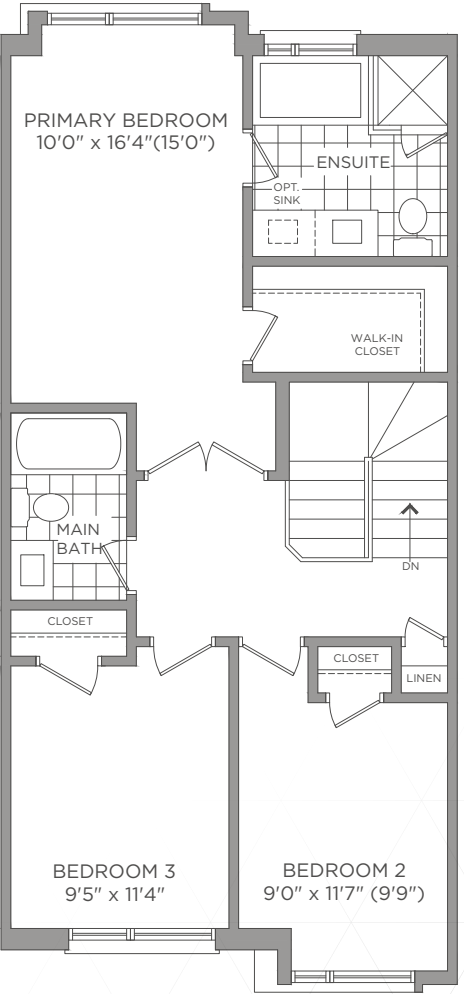 PRIMARY BEDROOM
10'0" x 16'4"(15'0")
ENSUITE
OPT.
SINK
WALK-IN
CLOSET
MAIN
BATH
DN
CLOSET
CLOSET
LINEN
BEDROOM 3
9'5" x 11'4"
BEDROOM 2
9'0" x 11'7" (9'9")